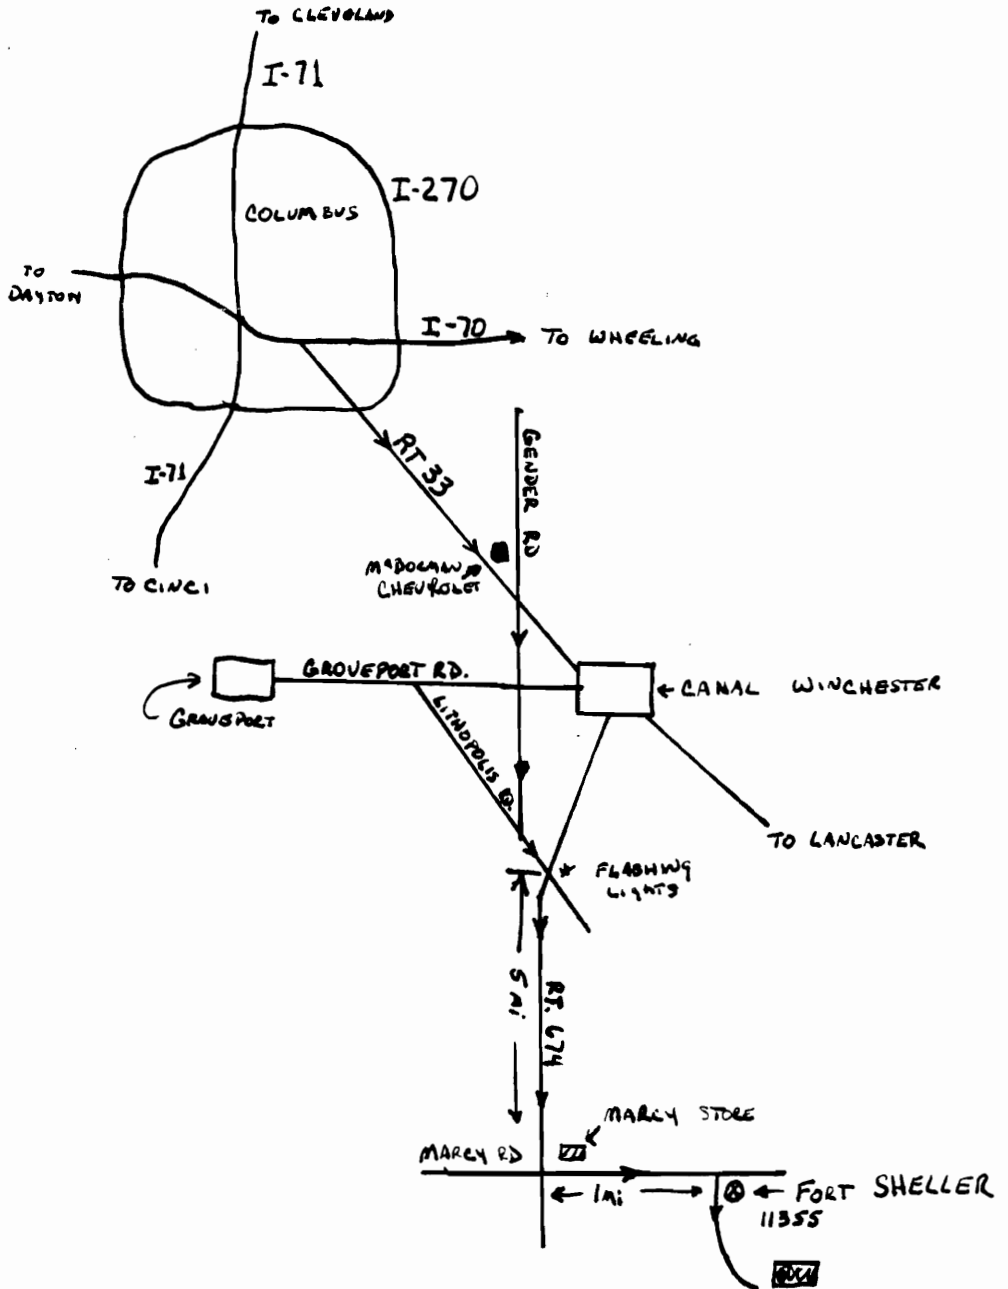 TO CLEVELAND
I-71
I-270
COLUMBUS
TO
DAYTON
I-70
TO WHEELING
RT 33
GENDER RD
I-71
CHEVROLET
TO CINCI
GROVEPORT RD.
CANAL WINCHESTER
GROVEPORT
LITHOPOLIS RD.
TO LANCASTER
FLASHING
LIGHTS
5 mi
RT. 674
MARCY STORE
MARCY RD
1mi
FORT SHELLER
11355